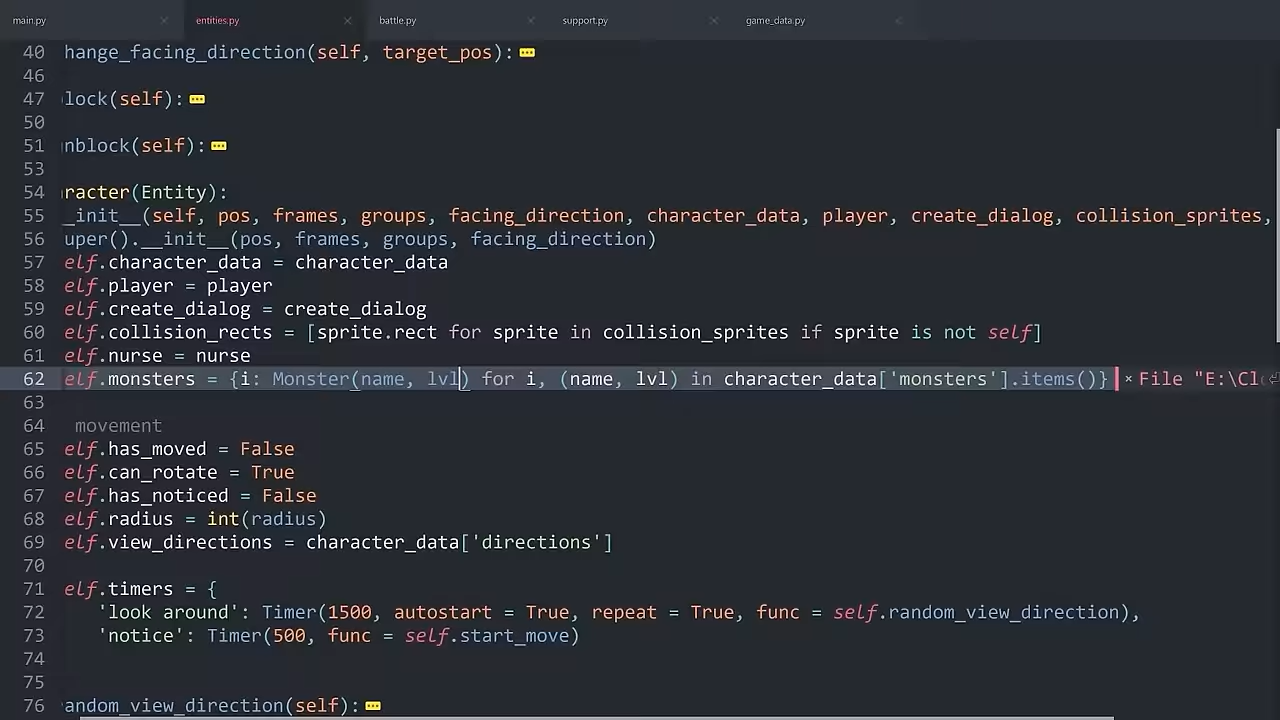 main.py × entities.py × battle.py × support.py × game_data.py ×
40 hange_facing_direction(self, target_pos):
46
47 lock(self):
50
51 nblock(self):
53
54 racter(Entity):
55 _init__(self, pos, frames, groups, facing_direction, character_data, player, create_dialog, collision_sprites,
56 uper().__init__(pos, frames, groups, facing_direction)
57 elf.character_data = character_data
58 elf.player = player
59 elf.create_dialog = create_dialog
60 elf.collision_rects = [sprite.rect for sprite in collision_sprites if sprite is not self]
61 elf.nurse = nurse
62 elf.monsters = {i: Monster(name, lvl) for i, (name, lvl) in character_data['monsters'].items()} × File "E:\Cl
63
64 movement
65 elf.has_moved = False
66 elf.can_rotate = True
67 elf.has_noticed = False
68 elf.radius = int(radius)
69 elf.view_directions = character_data['directions']
70
71 elf.timers = {
72 'look around': Timer(1500, autostart = True, repeat = True, func = self.random_view_direction),
73 'notice': Timer(500, func = self.start_move)
74
75
76 andom_view_direction(self):